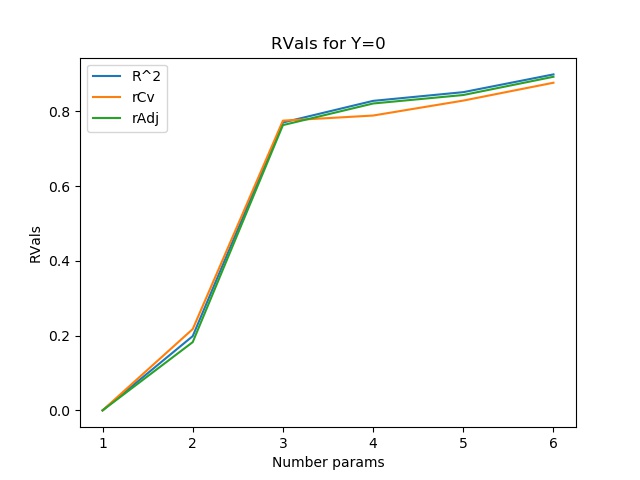 RVals for Y=0
R^2
rCv
rAdj
RVals
0.8
0.6
0.4
0.2
0.0
1 2 3 4 5 6
Number params